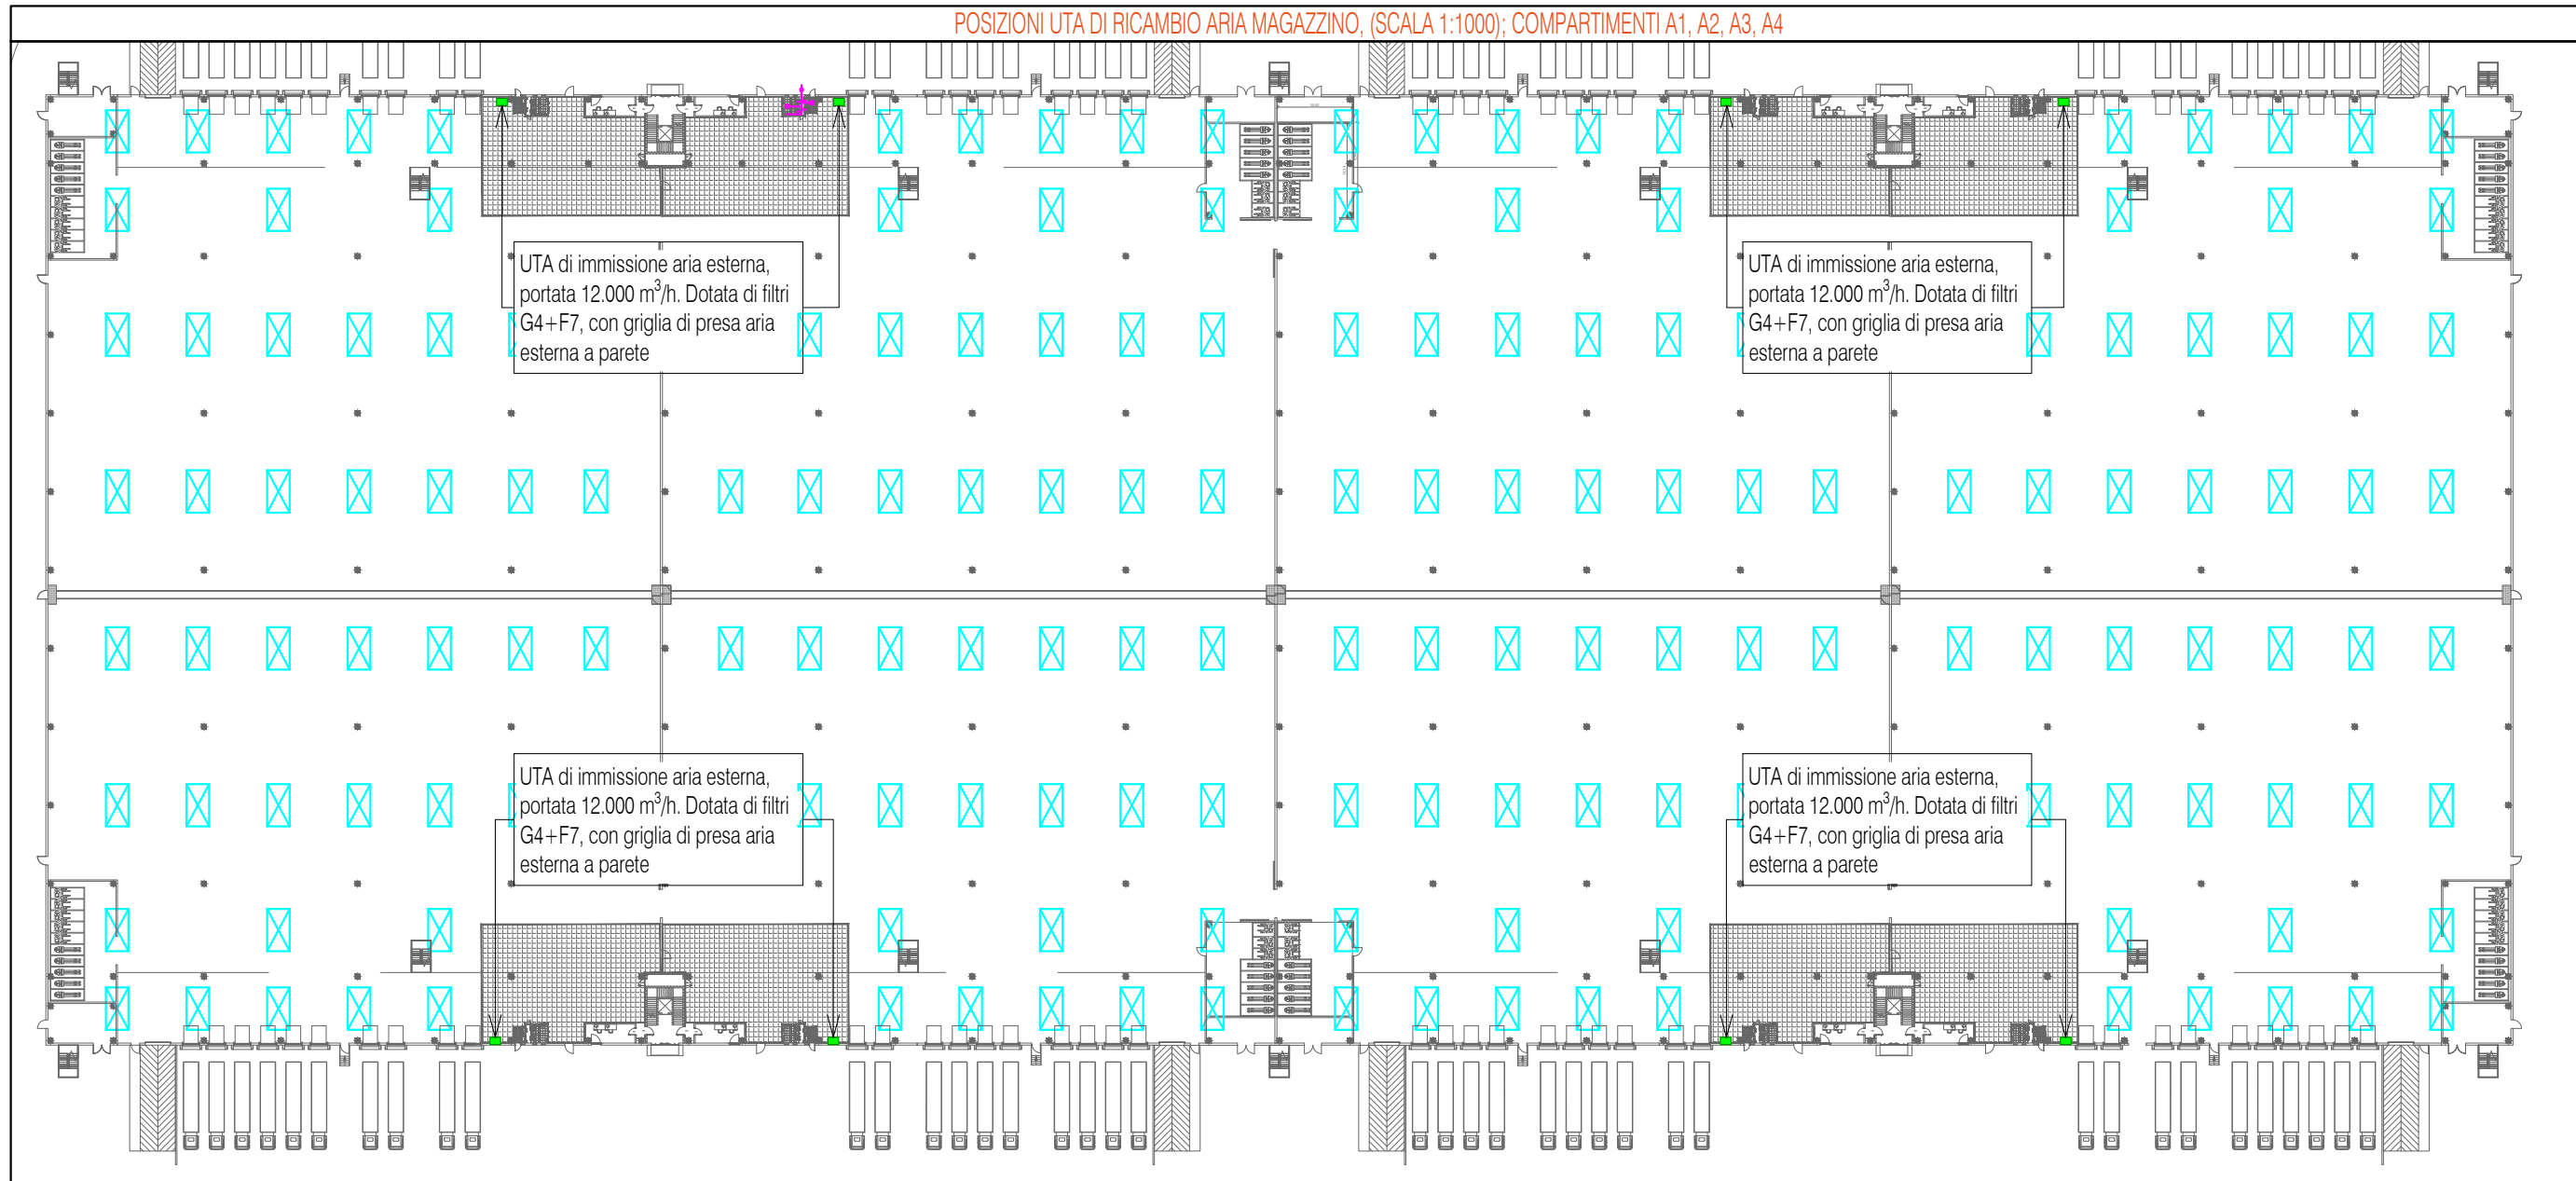 POSIZIONI UTA DI RICAMBIO ARIA MAGAZZINO, (SCALA 1:1000); COMPARTIMENTI A1, A2, A3, A4
UTA di immissione aria esterna,
portata 12.000 m³/h. Dotata di filtri
G4+F7, con griglia di presa aria
esterna a parete
UTA di immissione aria esterna,
portata 12.000 m³/h. Dotata di filtri
G4+F7, con griglia di presa aria
esterna a parete
UTA di immissione aria esterna,
portata 12.000 m³/h. Dotata di filtri
G4+F7, con griglia di presa aria
esterna a parete
UTA di immissione aria esterna,
portata 12.000 m³/h. Dotata di filtri
G4+F7, con griglia di presa aria
esterna a parete